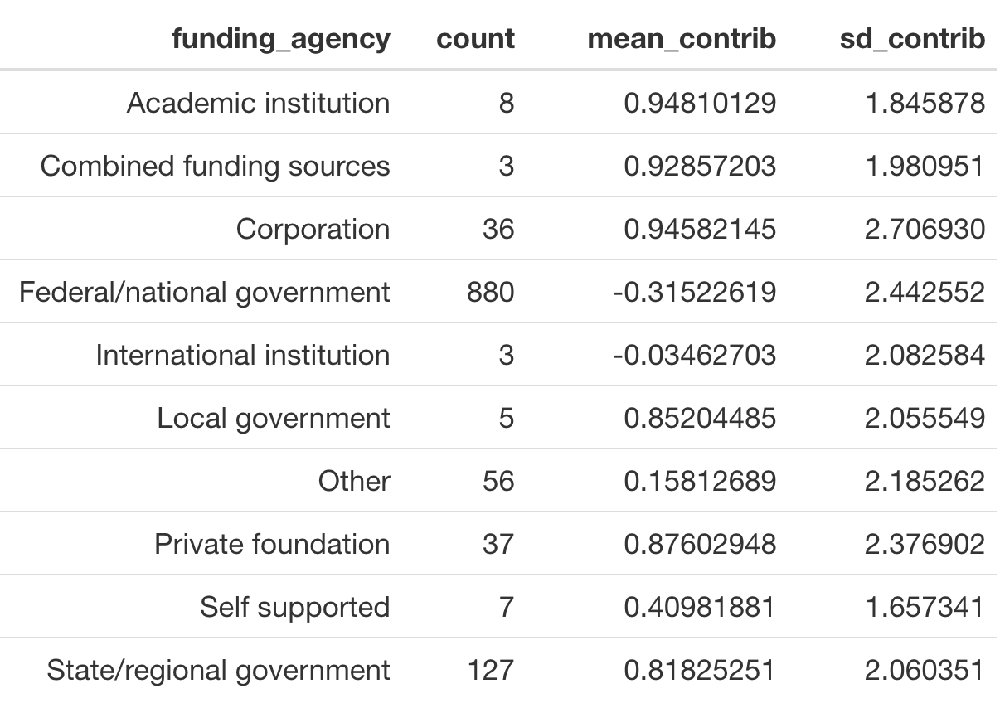 funding_agency count mean_contrib sd_contrib
Academic institution 8 0.94810129 1.845878
Combined funding sources 3 0.92857203 1.980951
Corporation 36 0.94582145 2.706930
Federal/national government 880 -0.31522619 2.442552
International institution 3 -0.03462703 2.082584
Local government 5 0.85204485 2.055549
Other 56 0.15812689 2.185262
Private foundation 37 0.87602948 2.376902
Self supported 7 0.40981881 1.657341
State/regional government 127 0.81825251 2.060351